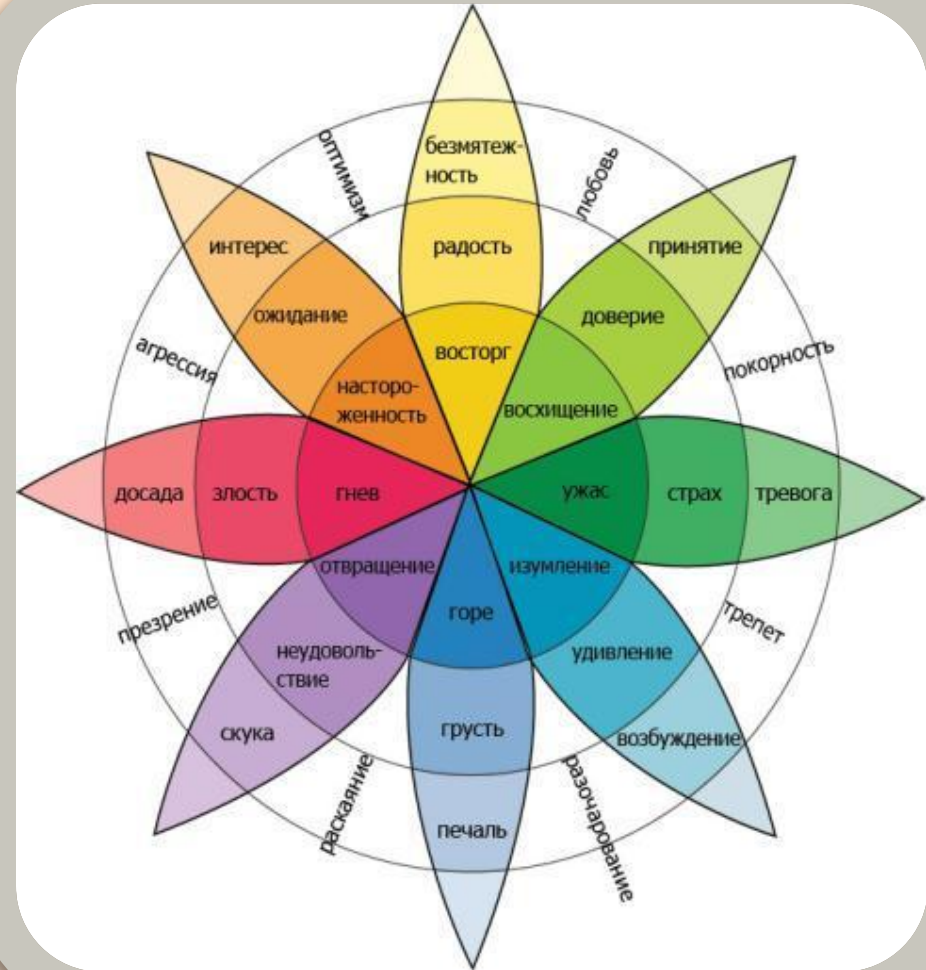 безмятеж-
ность
оптимизм
любовь
интерес
радость
принятие
ожидание
доверие
агрессия
восторг
покорность
насторо-
женность
восхищение
досада
злость
гнев
ужас
страх
тревога
отвращение
изумление
презрение
горе
трепет
неудоволь-
ствие
удивление
скука
грусть
возбуждение
раскаяние
разочарование
печаль